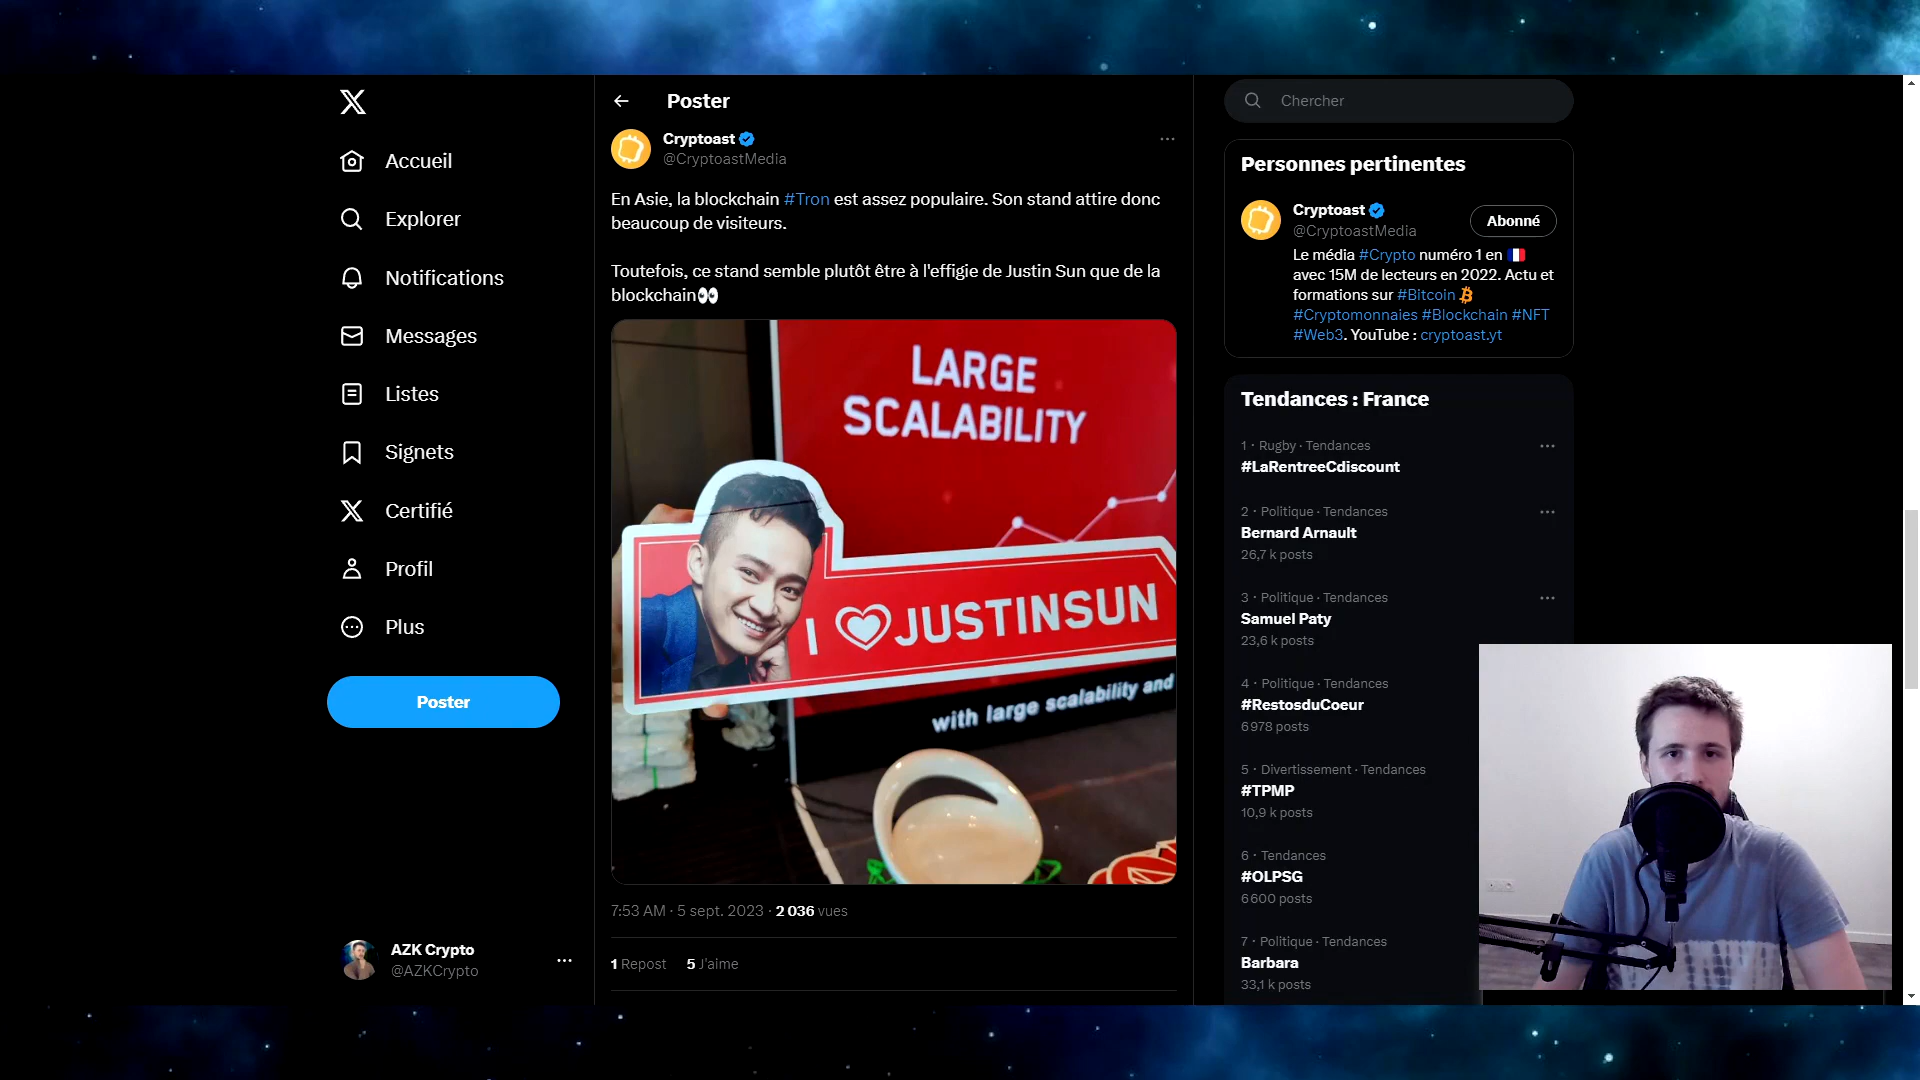 Accueil
Explorer
Notifications
Messages
Listes
Signets
Certifié
Profil
Plus
Poster
AZK Crypto
@AZKCrypto
Poster
Cryptoast
@CryptoastMedia
En Asie, la blockchain #Tron est assez populaire. Son stand attire donc
beaucoup de visiteurs.
Toutefois, ce stand semble plutôt être à l'effigie de Justin Sun que de la
blockchain👀
LARGE
SCALABILITY
I JUSTINSUN
with large scalability and
7:53 AM · 5 sept. 2023 · 2 036 vues
1 Repost 5 J'aime
Chercher
Personnes pertinentes
Cryptoast
@CryptoastMedia
Abonné
Le média #Crypto numéro 1 en 🇫🇷
avec 15M de lecteurs en 2022. Actu et
formations sur #Bitcoin
#Cryptomonnaies #Blockchain #NFT
#Web3. YouTube : cryptoast.yt
Tendances : France
1 · Rugby · Tendances
#LaRentreeCdiscount
2 · Politique · Tendances
Bernard Arnault
26,7 k posts
3 · Politique · Tendances
Samuel Paty
23,6 k posts
4 · Politique · Tendances
#RestosduCoeur
6 978 posts
5 · Divertissement · Tendances
#TPMP
10,9 k posts
6 · Tendances
#OLPSG
6 600 posts
7 · Politique · Tendances
Barbara
33,1 k posts